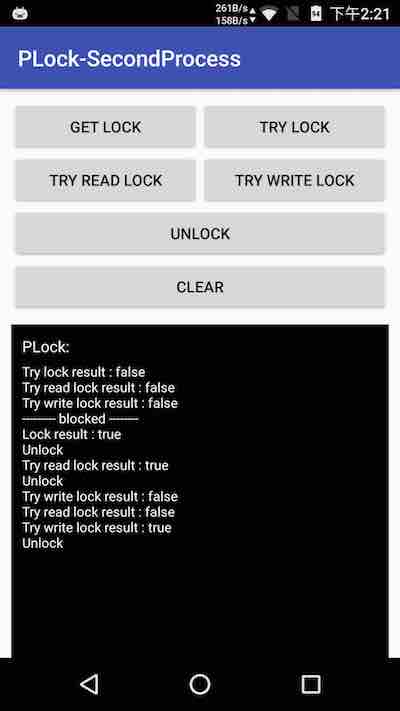 261B/s
158B/s
14
下午2:21
PLock-SecondProcess
GET LOCK
TRY LOCK
TRY READ LOCK
TRY WRITE LOCK
UNLOCK
CLEAR
PLock:
Try lock result : false
Try read lock result : false
Try write lock result : false
--------- blocked --------
Lock result : true
Unlock
Try read lock result : true
Unlock
Try write lock result : false
Try read lock result : false
Try write lock result : true
Unlock